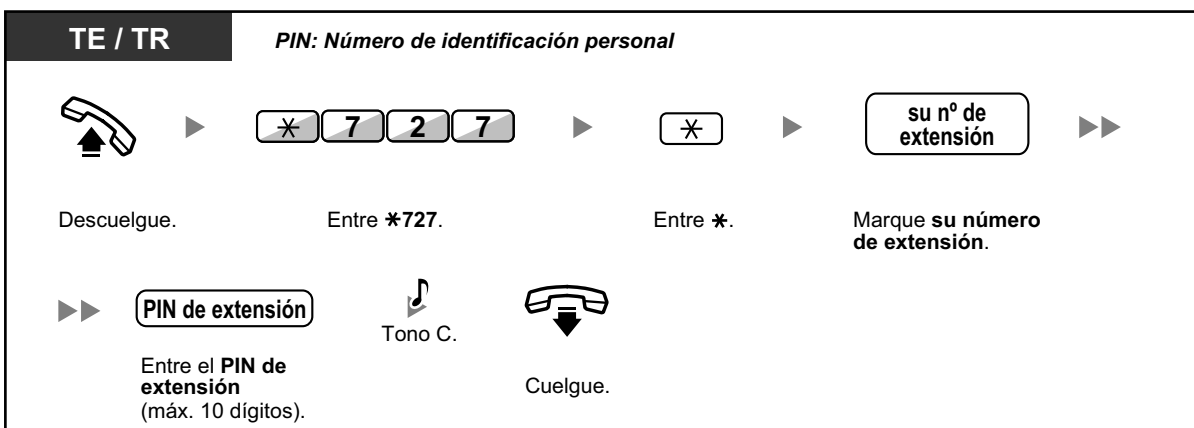 TE / TR
PIN: Número de identificación personal
* 7 2 7
*
su nº de
extensión
Descuelgue.
Entre *727.
Entre *.
Marque su número
de extensión.
PIN de extensión
Tono C.
Entre el PIN de
extensión
(máx. 10 dígitos).
Cuelgue.